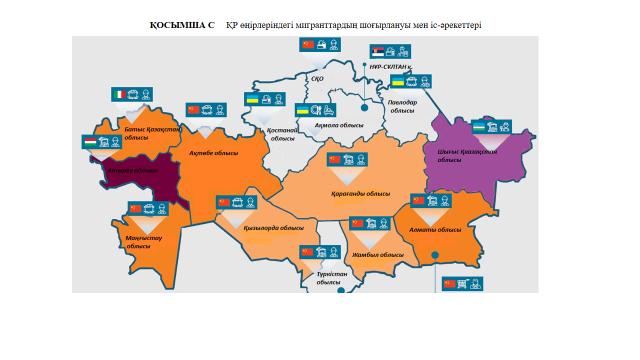 ҚОСЫМША С ҚР өңірлеріндегі мигранттардың шоғырлануы мен іс-әрекеттері
НҰР-СҰЛТАН қ.
СҚО
Павлодар
облысы
Қостанай
облысы
Ақмола облысы
Батыс Қазақстан
облысы
Ақтөбе облысы
Шығыс Қазақстан
облысы
Атырау облысы
Қарағанды облысы
Қызылорда облысы
Алматы облысы
Маңғыстау
облысы
Жамбыл облысы
Түркістан
облысы